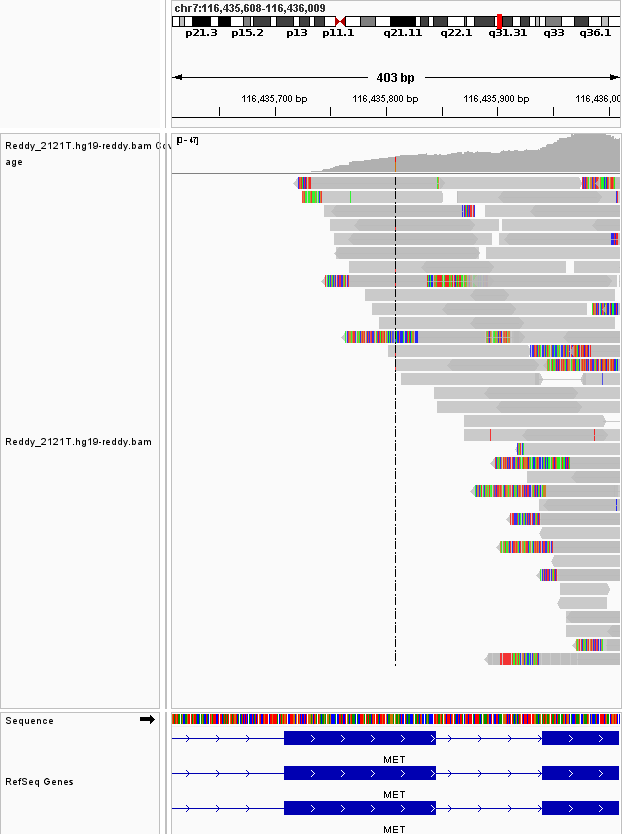 chr7:116,435,608-116,436,009
p21.3 p15.2 p13 p11.1 q21.11 q22.1 q31.31 q33 q36.1
403 bp
116,435,700 bp 116,435,800 bp 116,435,900 bp 116,436,00
Reddy_2121T.hg19-reddy.bam Cov
age
[0 - 47]
Reddy_2121T.hg19-reddy.bam
Sequence
MET
RefSeq Genes
MET
MET